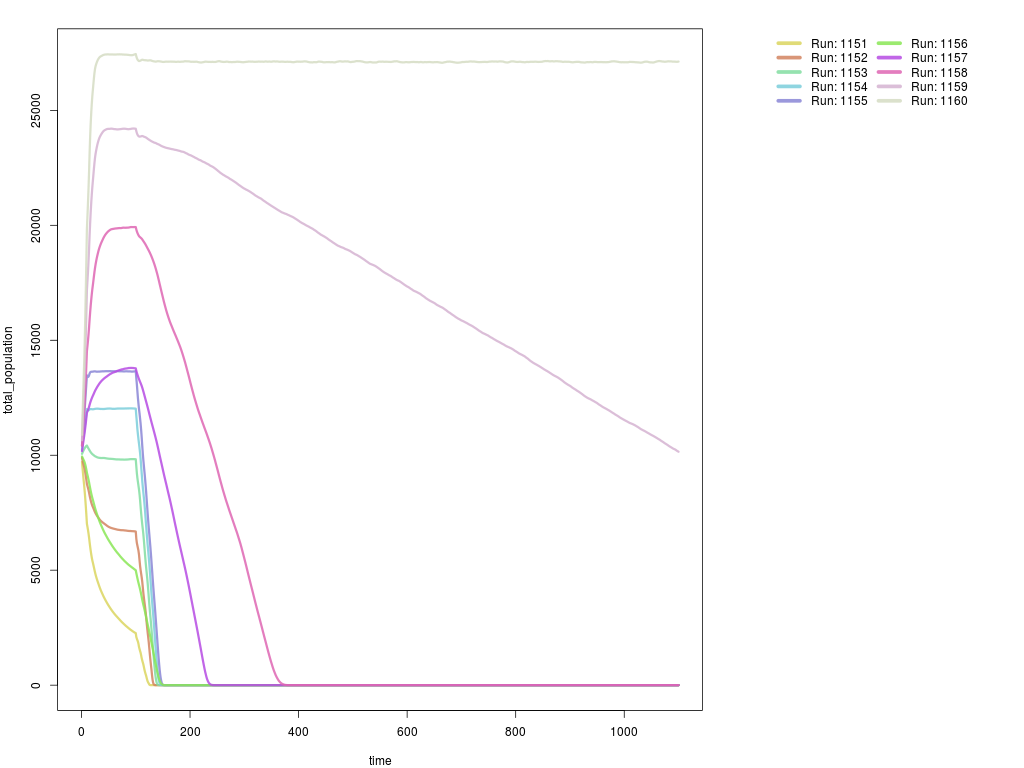 Run: 1151 Run: 1156
Run: 1152 Run: 1157
Run: 1153 Run: 1158
Run: 1154 Run: 1159
Run: 1155 Run: 1160
total_population
25000
20000
15000
10000
5000
0
0 200 400 600 800 1000
time